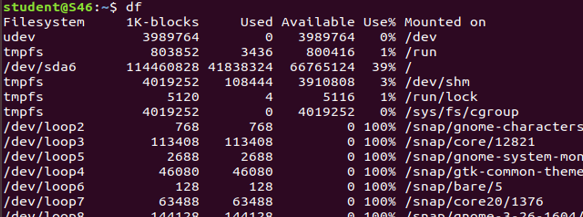 student@S46:~$ df
Filesystem     1K-blocks     Used Available Use% Mounted on
udev             3989764        0   3989764   0% /dev
tmpfs             803852     3436    800416   1% /run
/dev/sda6      114460828 41838324  66765124  39% /
tmpfs            4019252   108444   3910808   3% /dev/shm
tmpfs               5120        4      5116   1% /run/lock
tmpfs            4019252        0   4019252   0% /sys/fs/cgroup
/dev/loop2           768      768         0 100% /snap/gnome-characters
/dev/loop3        113408   113408         0 100% /snap/core/12821
/dev/loop5          2688     2688         0 100% /snap/gnome-system-mon
/dev/loop4         46080    46080         0 100% /snap/gtk-common-theme
/dev/loop6           128      128         0 100% /snap/bare/5
/dev/loop7         63488    63488         0 100% /snap/core20/1376
/dev/loop8        144128   144128         0 100% /snap/gnome-3-26-1604/